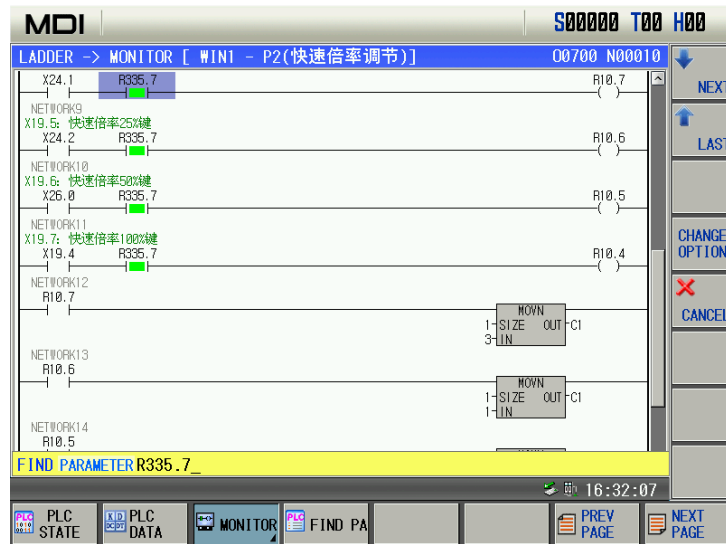 MDI S00000 T00 H00
LADDER -> MONITOR [ WIN1 - P2(快速倍率调节)] O0700 N00010
X24.1 R335.7 R10.7
NEXT
NETWORK9
X19.5: 快速倍率25%键
X24.2 R335.7 R10.6
LAST
NETWORK10
X19.6: 快速倍率50%键
X26.0 R335.7 R10.5
NETWORK11
X19.7: 快速倍率100%键
X19.4 R335.7 R10.4
CHANGE
OPTION
NETWORK12
R10.7
CANCEL
MOVN
1 SIZE OUT C1
3 IN
NETWORK13
R10.6
MOVN
1 SIZE OUT C1
1 IN
NETWORK14
R10.5
FIND PARAMETER R335.7_
16:32:07
PLC STATE
PLC DATA
MONITOR
FIND PA
PREV PAGE
NEXT PAGE